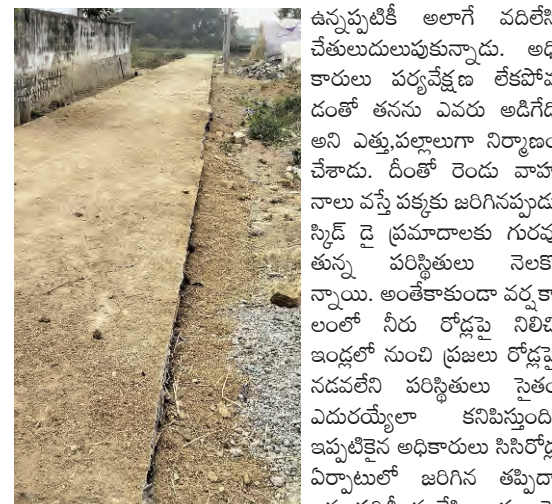 ఉన్నప్పటికీ అలాగే వదిలేసి
చేతులుదులుపుకున్నాడు. అధి
కారులు పర్యవేక్షణ లేకపోవ
డంతో తనను ఎవరు అడిగేది
అని ఎత్తు,పల్లాలుగా నిర్మాణం
చేశాడు. దీంతో రెండు వాహ
నాలు వస్తే పక్కకు జరిగినప్పుడు
స్కిడ్ డై ప్రమాదాలకు గురవు
తున్న పరిస్థితులు నెలకొ
న్నాయి. అంతేకాకుండా వర్షకా
లంలో నీరు రోడ్లపై నిలిచి
ఇండ్లలో నుంచి ప్రజలు రోడ్లపై
నడవలేని పరిస్థితులు సైతం
ఎదురయ్యేలా కనిపిస్తుంది.
ఇప్పటికైన అధికారులు సిసిరోడ్ల
ఏర్పాటులో జరిగిన తప్పిదా